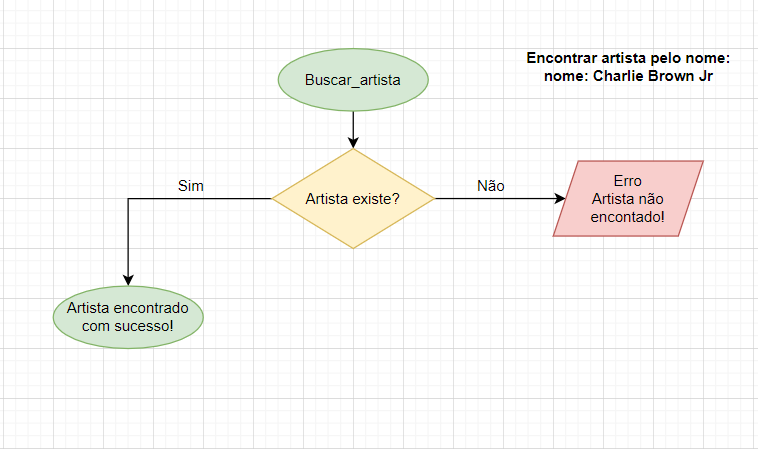 Encontrar artista pelo nome:
nome: Charlie Brown Jr
Buscar_artista
Artista existe?
Sim
Não
Erro
Artista não
encontado!
Artista encontrado
com sucesso!